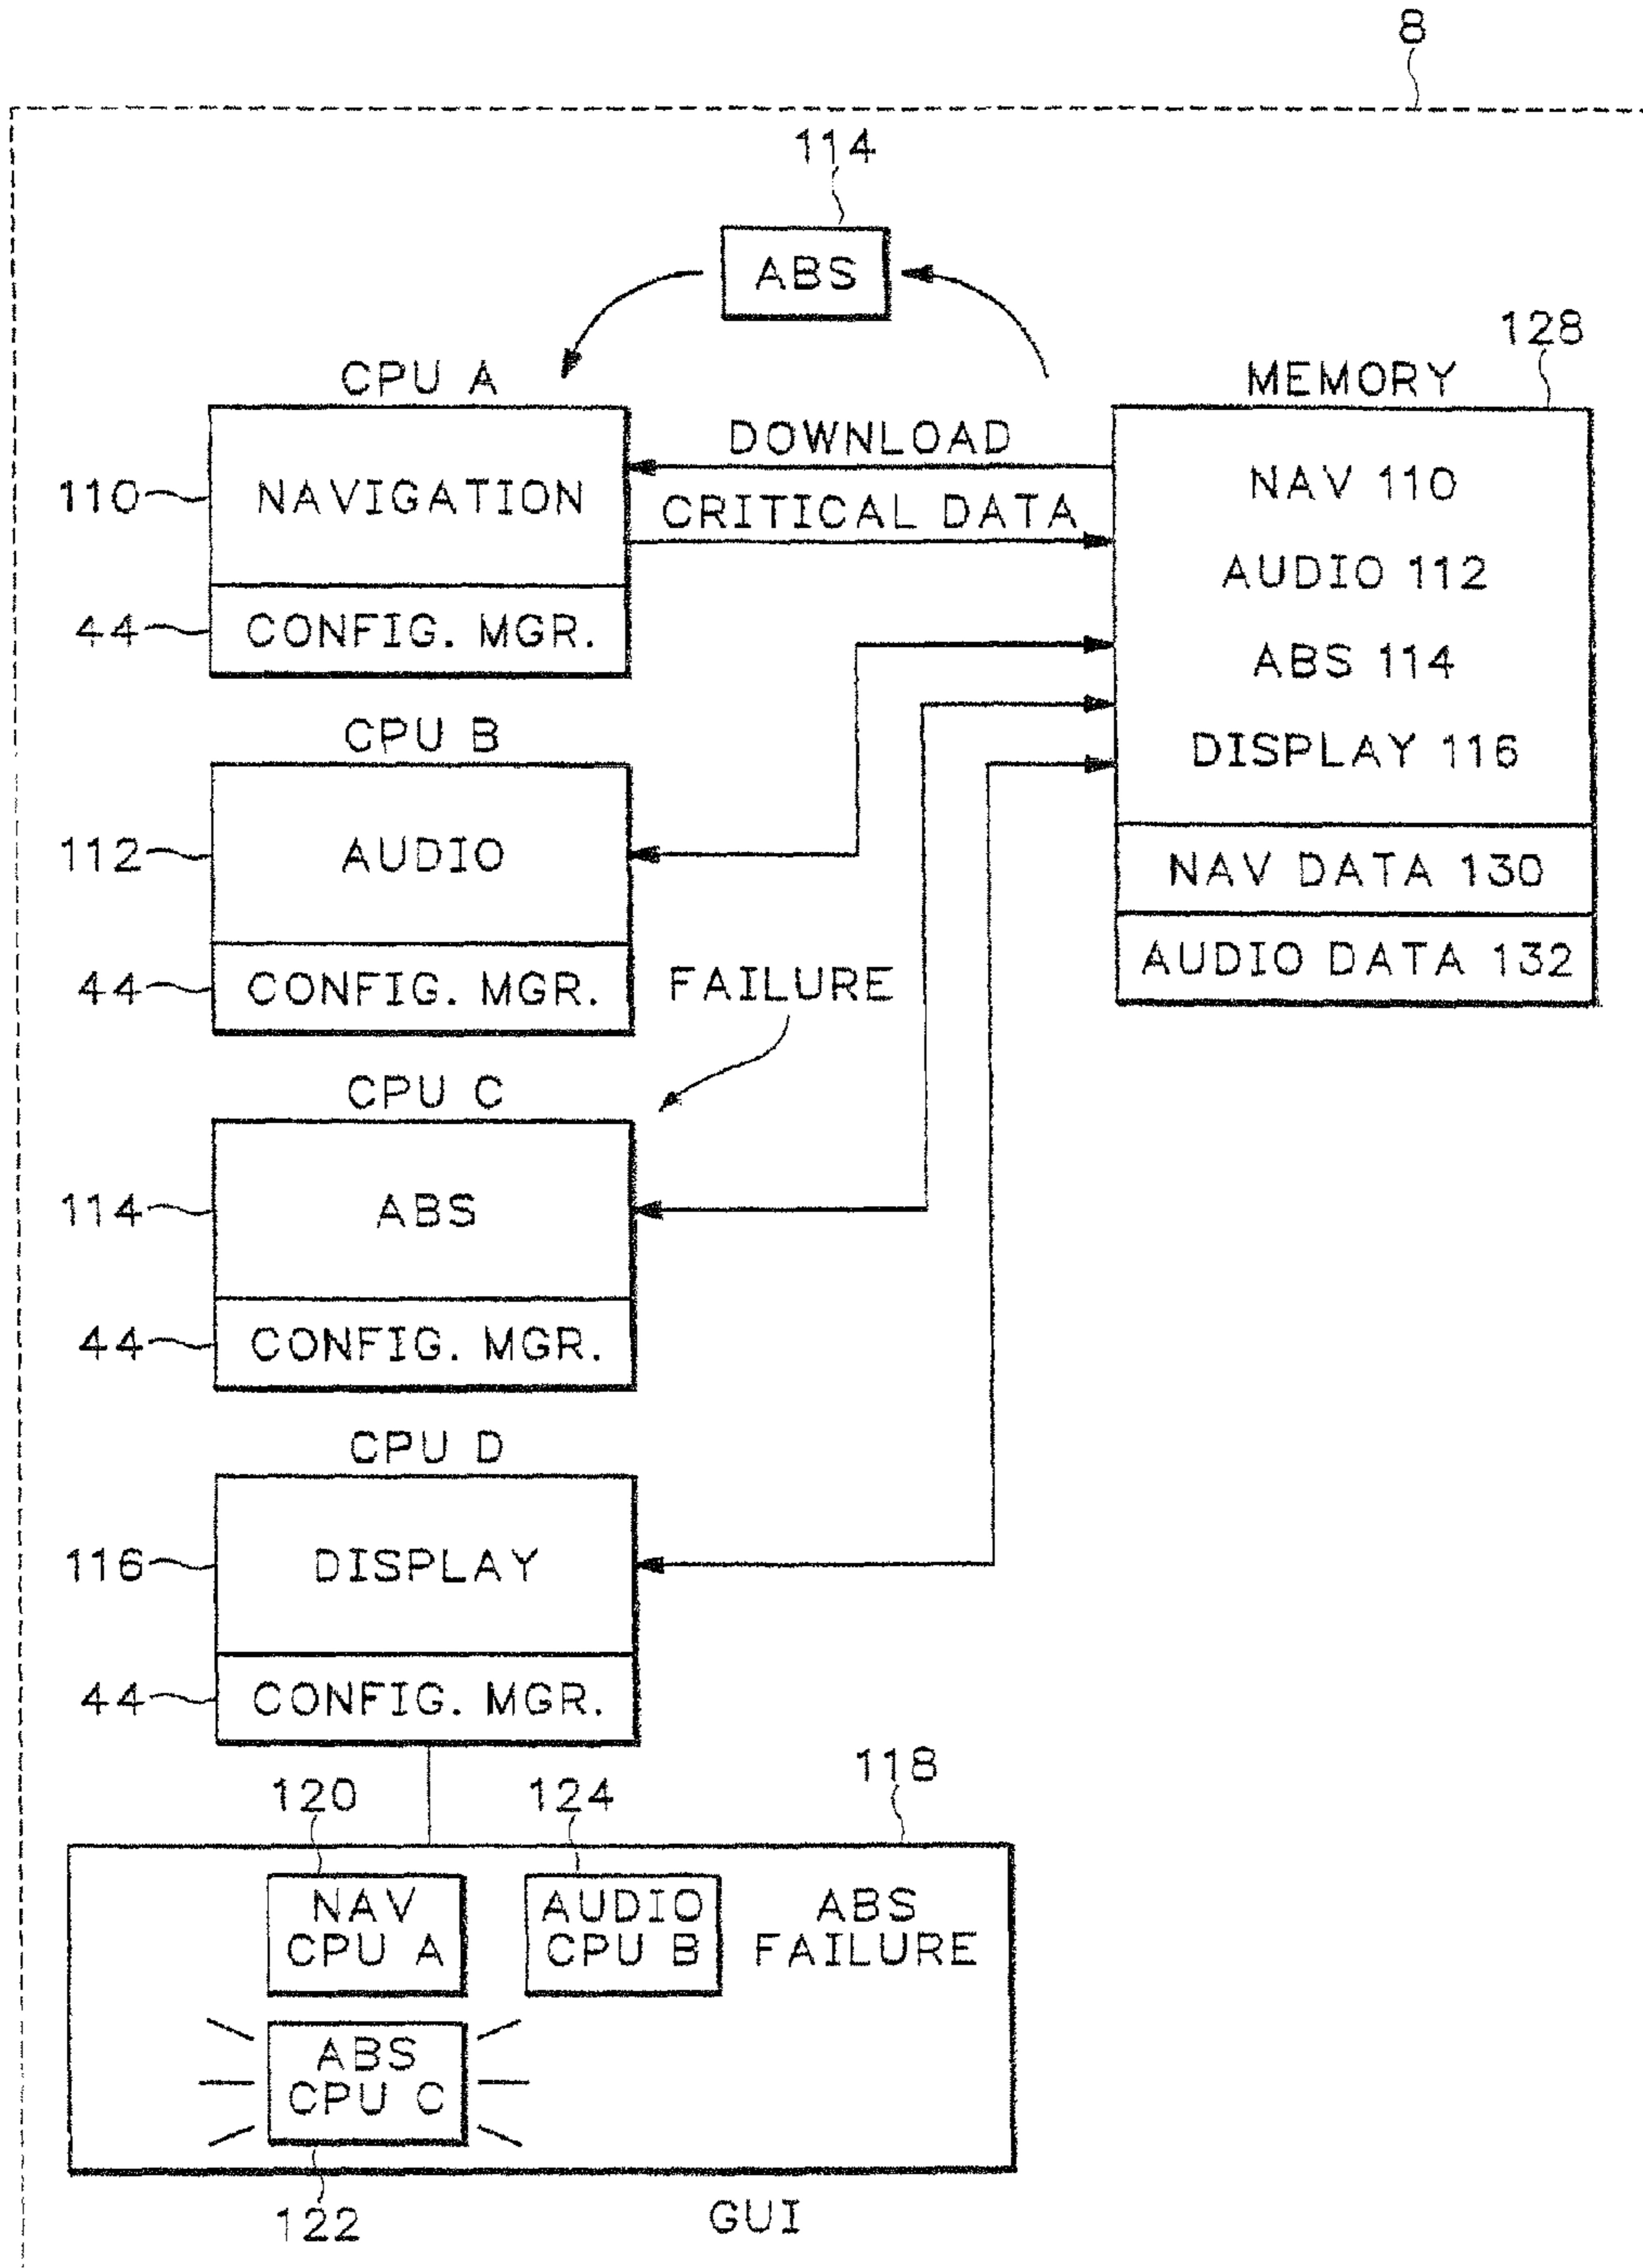 8
114
ABS
128
CPU A
MEMORY
DOWNLOAD
110
NAVIGATION
NAV 110
CRITICAL DATA
AUDIO 112
44
CONFIG. MGR.
ABS 114
CPU B
DISPLAY 116
112
AUDIO
NAV DATA 130
44
CONFIG. MGR.
FAILURE
AUDIO DATA 132
CPU C
114
ABS
44
CONFIG. MGR.
CPU D
116
DISPLAY
44
CONFIG. MGR.
120
124
118
NAV
CPU A
AUDIO
CPU B
ABS
FAILURE
ABS
CPU C
122
GUI